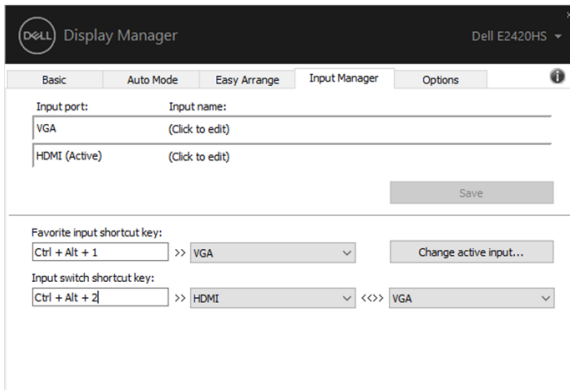 DELL Display Manager Dell E2420HS
Basic Auto Mode Easy Arrange Input Manager Options
Input port: Input name:
VGA (Click to edit)
HDMI (Active) (Click to edit)
Save
Favorite input shortcut key:
Ctrl + Alt + 1 >> VGA Change active input...
Input switch shortcut key:
Ctrl + Alt + 2 >> HDMI <<>> VGA